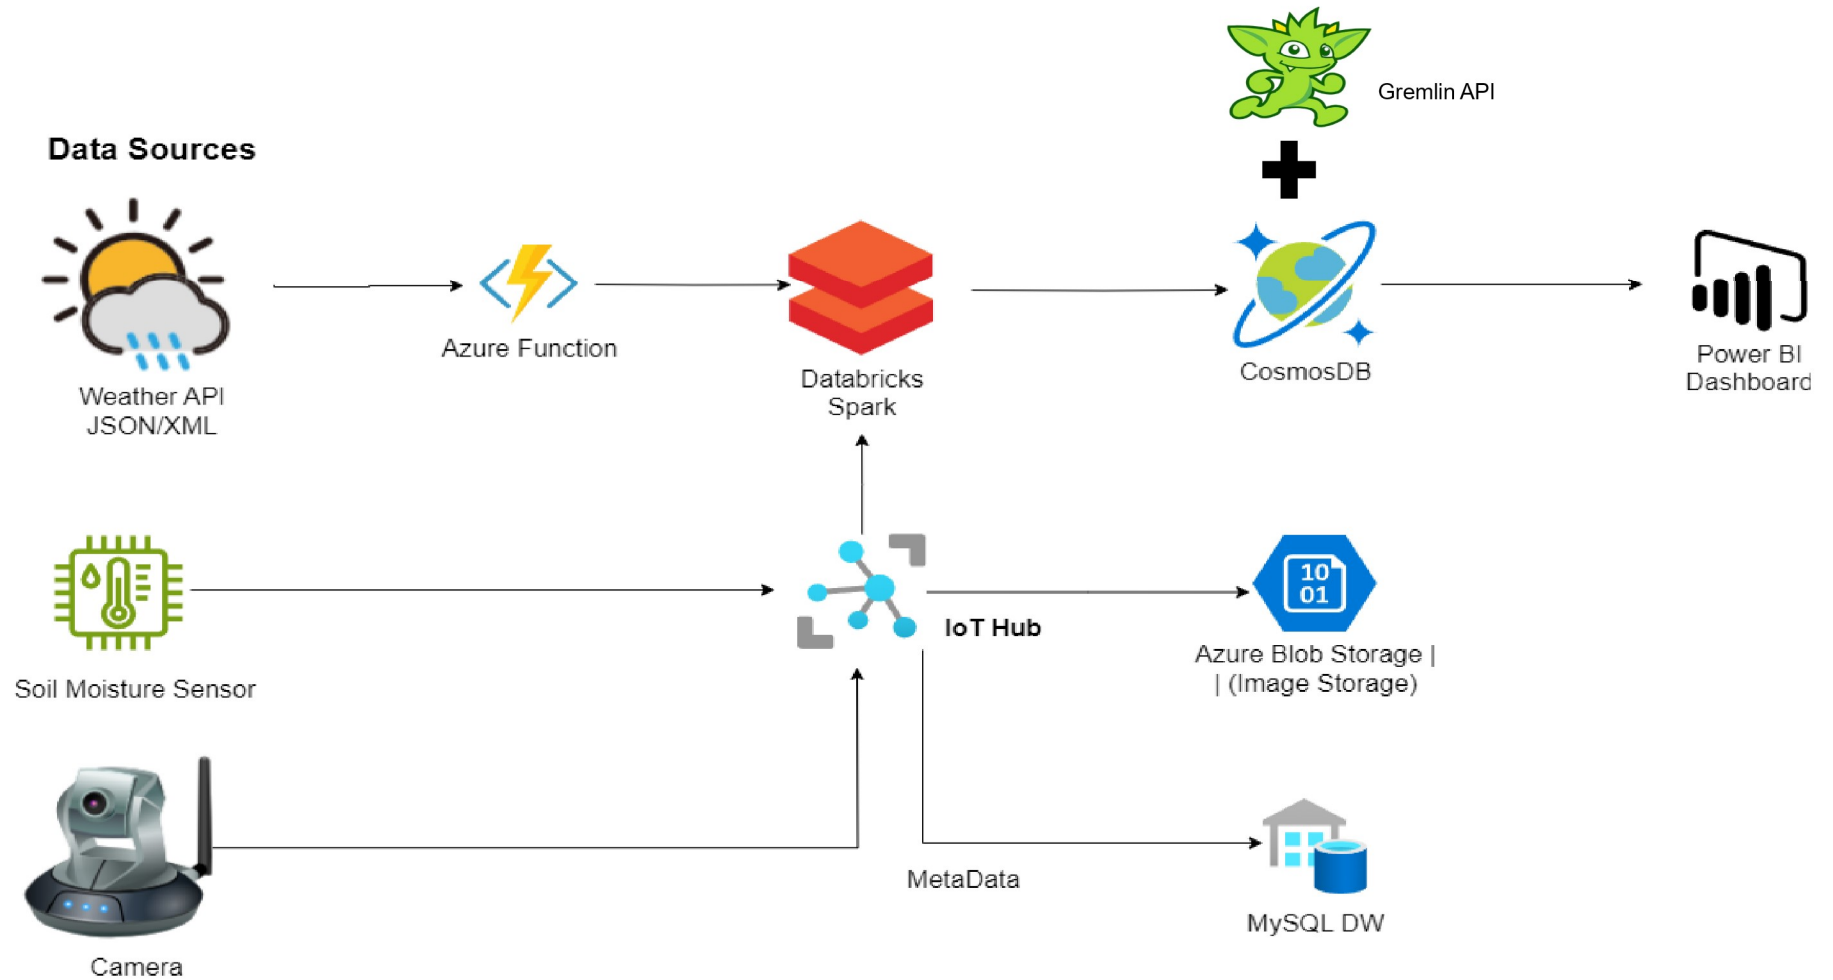 Gremlin API
Data Sources
Azure Function
Databricks
Spark
CosmosDB
Power BI
Dashboard
Weather API
JSON/XML
10
01
IoT Hub
Azure Blob Storage |
| (Image Storage)
Soil Moisture Sensor
MetaData
MySQL DW
Camera